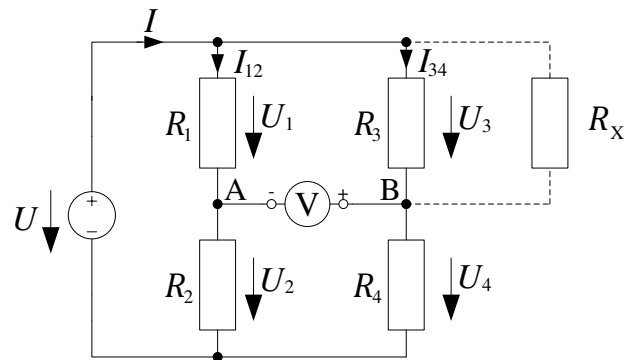 I
I12 I34
R1 U1 R3 U3 RX
A - V + B
U + −
R2 U2 R4 U4